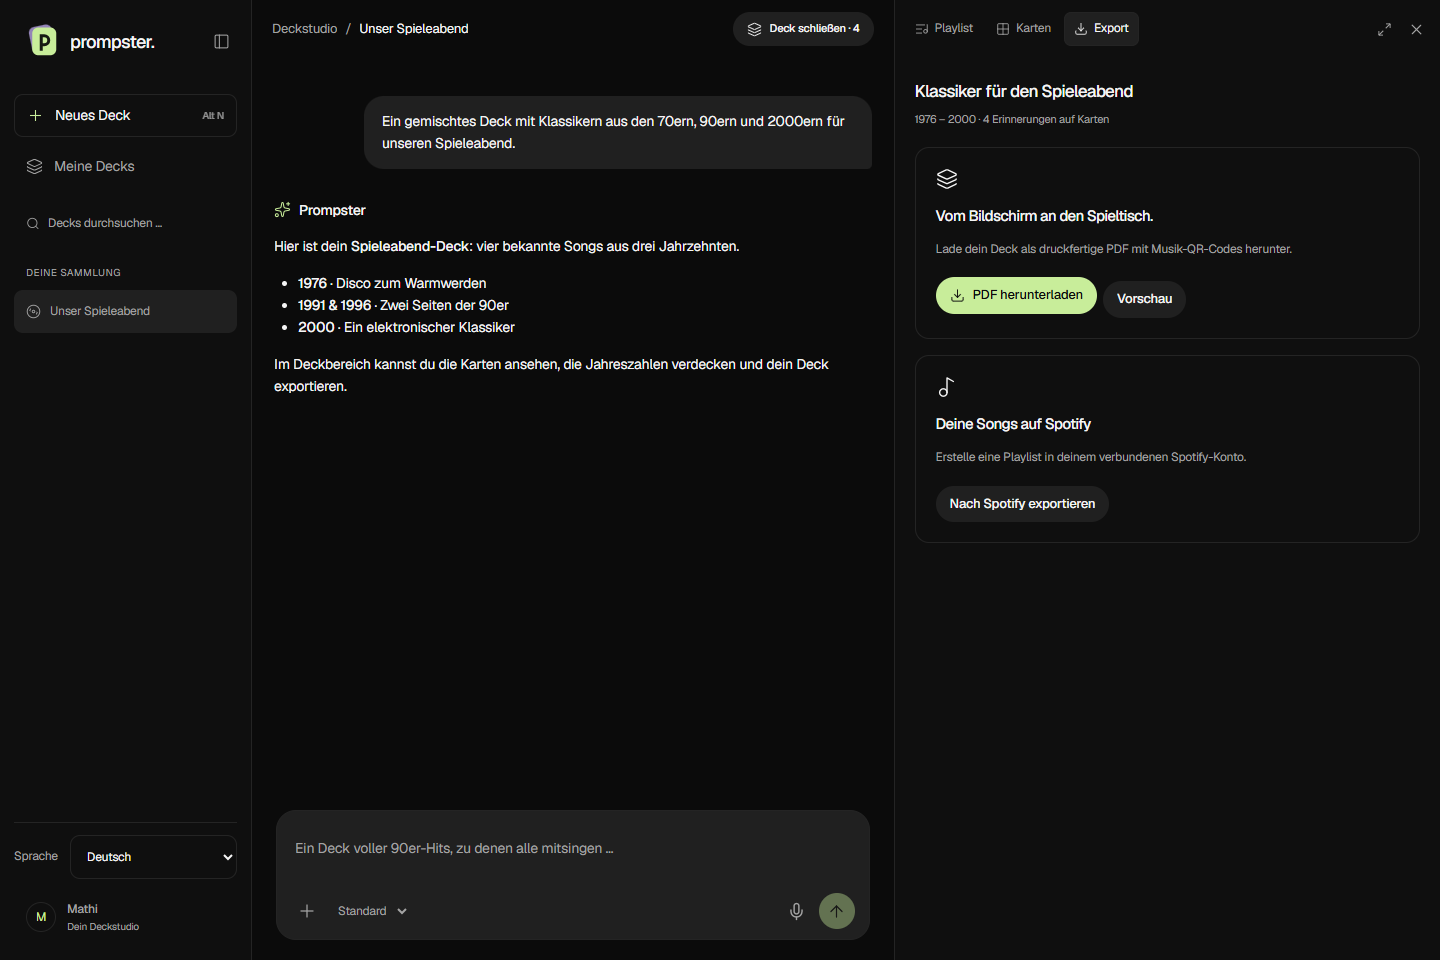 prompster.
Neues Deck
Alt N
Meine Decks
Decks durchsuchen ...
DEINE SAMMLUNG
Unser Spieleabend
Sprache
Deutsch
M
Mathi
Dein Deckstudio
Deckstudio / Unser Spieleabend
Deck schließen · 4
Ein gemischtes Deck mit Klassikern aus den 70ern, 90ern und 2000ern für
unseren Spieleabend.
Prompster
Hier ist dein Spieleabend-Deck: vier bekannte Songs aus drei Jahrzehnten.
• 1976 · Disco zum Warmwerden
• 1991 & 1996 · Zwei Seiten der 90er
• 2000 · Ein elektronischer Klassiker
Im Deckbereich kannst du die Karten ansehen, die Jahreszahlen verdecken und dein Deck
exportieren.
Ein Deck voller 90er-Hits, zu denen alle mitsingen ...
Standard
Playlist
Karten
Export
Klassiker für den Spieleabend
1976 – 2000 · 4 Erinnerungen auf Karten
Vom Bildschirm an den Spieltisch.
Lade dein Deck als druckfertige PDF mit Musik-QR-Codes herunter.
PDF herunterladen
Vorschau
Deine Songs auf Spotify
Erstelle eine Playlist in deinem verbundenen Spotify-Konto.
Nach Spotify exportieren